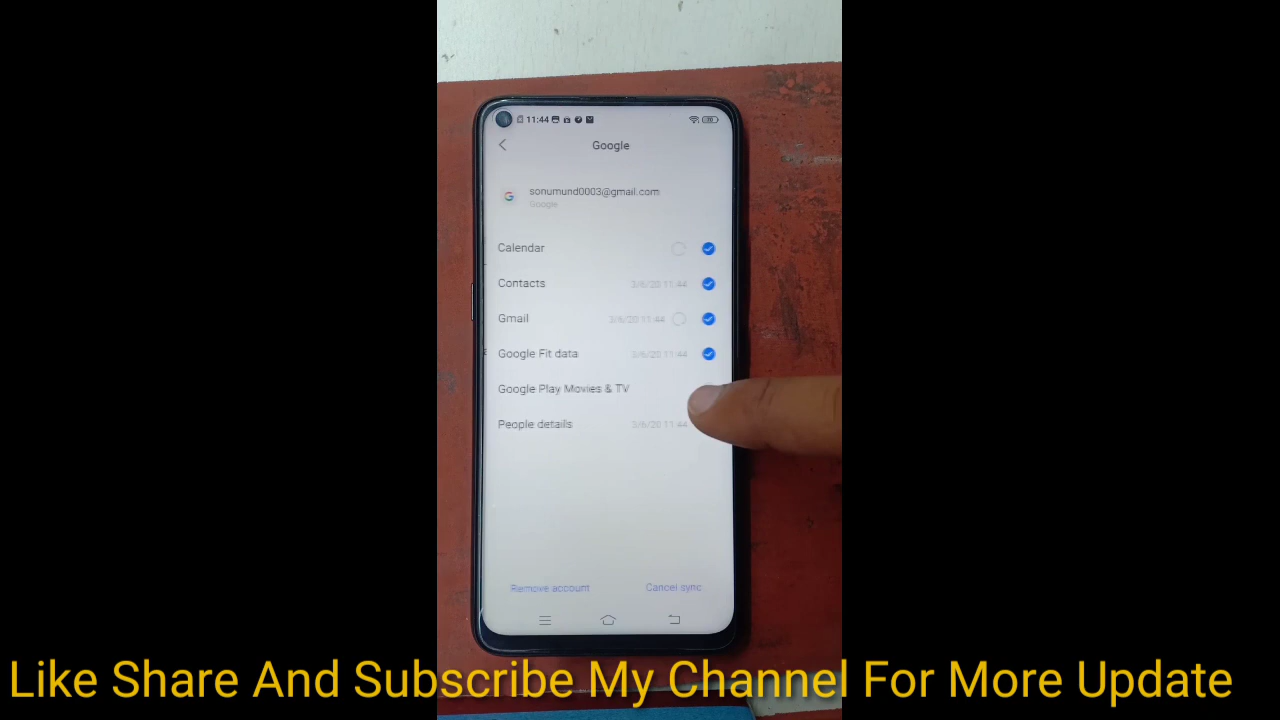 11:44
Google
sonumund0003@gmail.com
Google
Calendar
Contacts 3/6/20 11:44
Gmail 3/6/20 11:44
Google Fit data 3/6/20 11:44
Google Play Movies & TV
People details 3/6/20 11:44
Remove account Cancel sync
Like Share And Subscribe My Channel For More Update